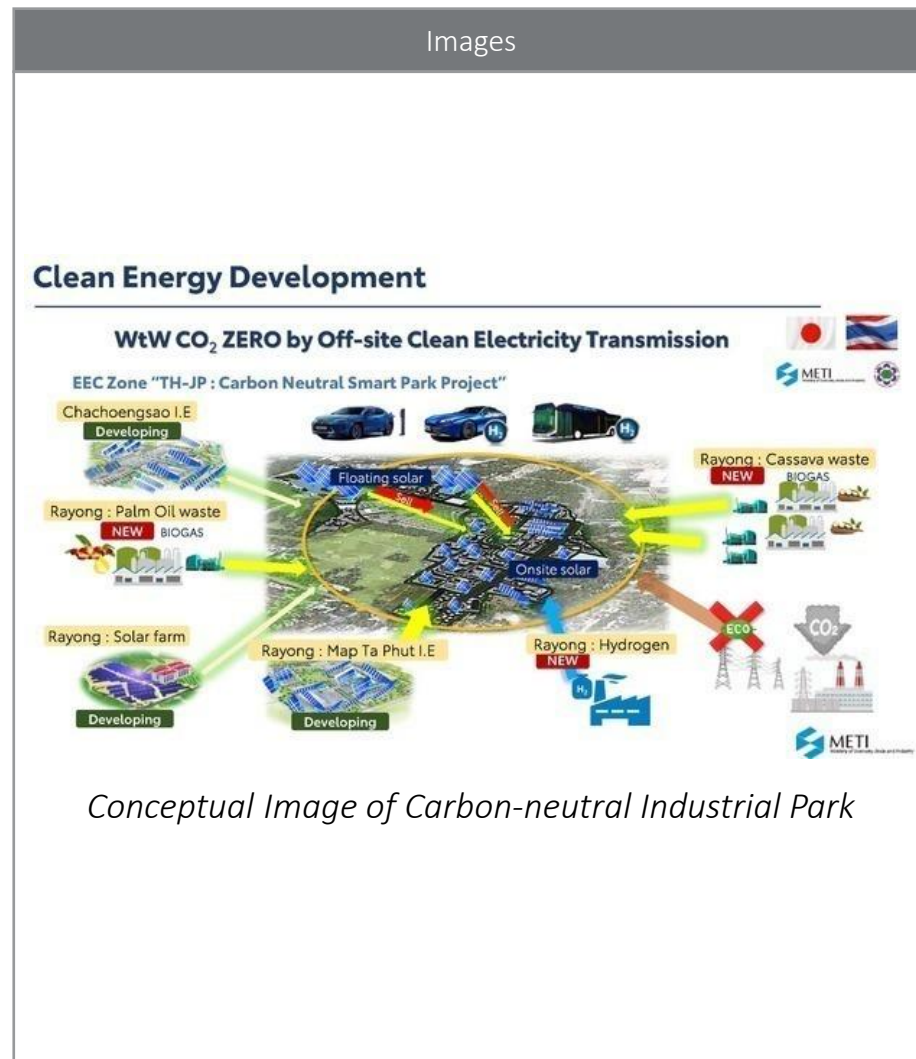 Images
Clean Energy Development
WtW CO₂ ZERO by Off-site Clean Electricity Transmission
METI
EEC Zone "TH-JP : Carbon Neutral Smart Park Project"
Chachoengsao I.E
Developing
H₂
H₂
Floating solar
Sell
Sell
Rayong : Cassava waste
NEW BIOGAS
Rayong : Palm Oil waste
NEW BIOGAS
Onsite solar
Rayong : Solar farm
Developing
Rayong : Map Ta Phut I.E
Developing
Rayong : Hydrogen
NEW
H₂
ECO
CO₂
METI
Conceptual Image of Carbon-neutral Industrial Park